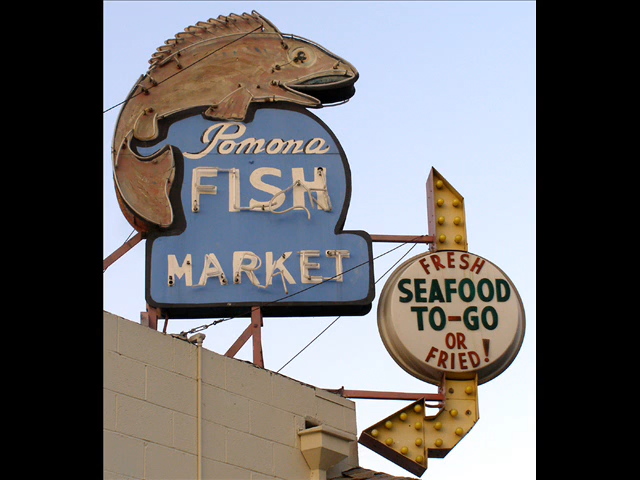 Pomona
FISH
MARKET
FRESH
SEAFOOD
TO-GO
OR
FRIED!